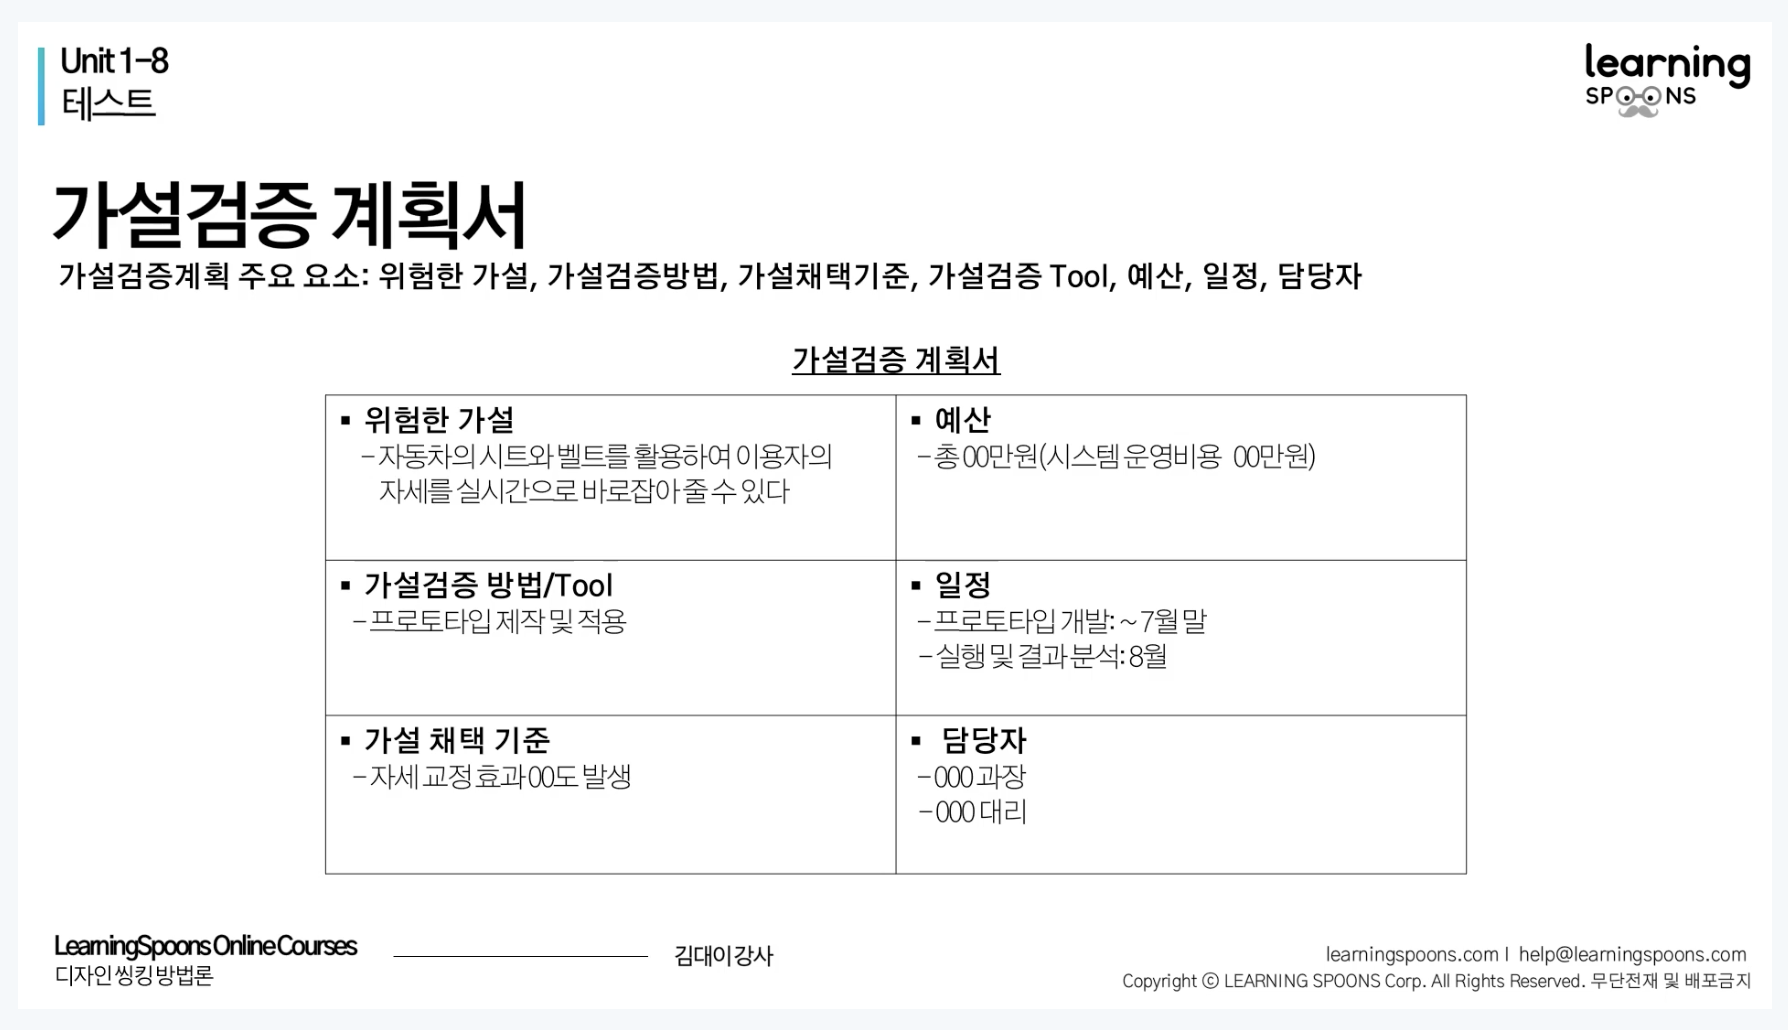 Unit 1-8
테스트
learning
SPOONS
가설검증 계획서
가설검증계획 주요 요소: 위험한 가설, 가설검증방법, 가설채택기준, 가설검증 Tool, 예산, 일정, 담당자
가설검증 계획서
▪ 위험한 가설
– 자동차의 시트와 벨트를 활용하여 이용자의
자세를 실시간으로 바로잡아 줄 수 있다
▪ 예산
– 총 00만원(시스템 운영비용 00만원)
▪ 가설검증 방법/Tool
– 프로토타입 제작 및 적용
▪ 일정
– 프로토타입 개발: ~ 7월 말
– 실행 및 결과 분석: 8월
▪ 가설 채택 기준
– 자세 교정 효과 00도 발생
▪ 담당자
– 000 과장
– 000 대리
LearningSpoons Online Courses
디자인 씽킹 방법론
김대이 강사
learningspoons.com I help@learningspoons.com
Copyright ⓒ LEARNING SPOONS Corp. All Rights Reserved. 무단전재 및 배포금지